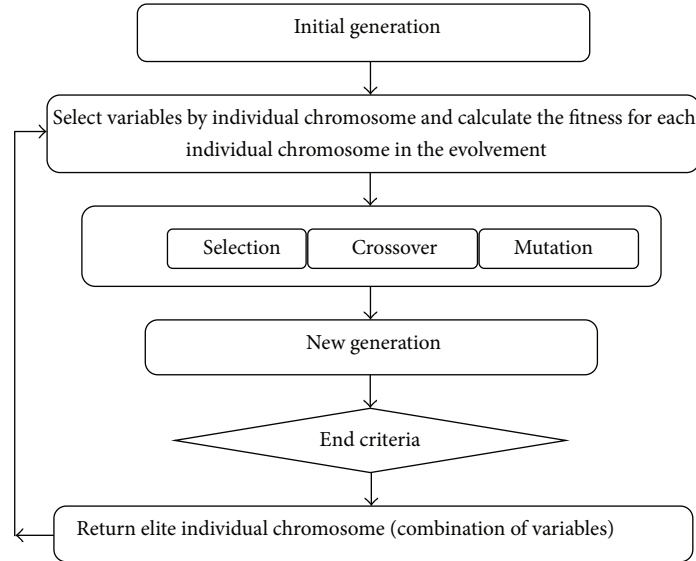 Initial generation
Select variables by individual chromosome and calculate the fitness for each
individual chromosome in the evolvement
Selection
Crossover
Mutation
New generation
End criteria
Return elite individual chromosome (combination of variables)